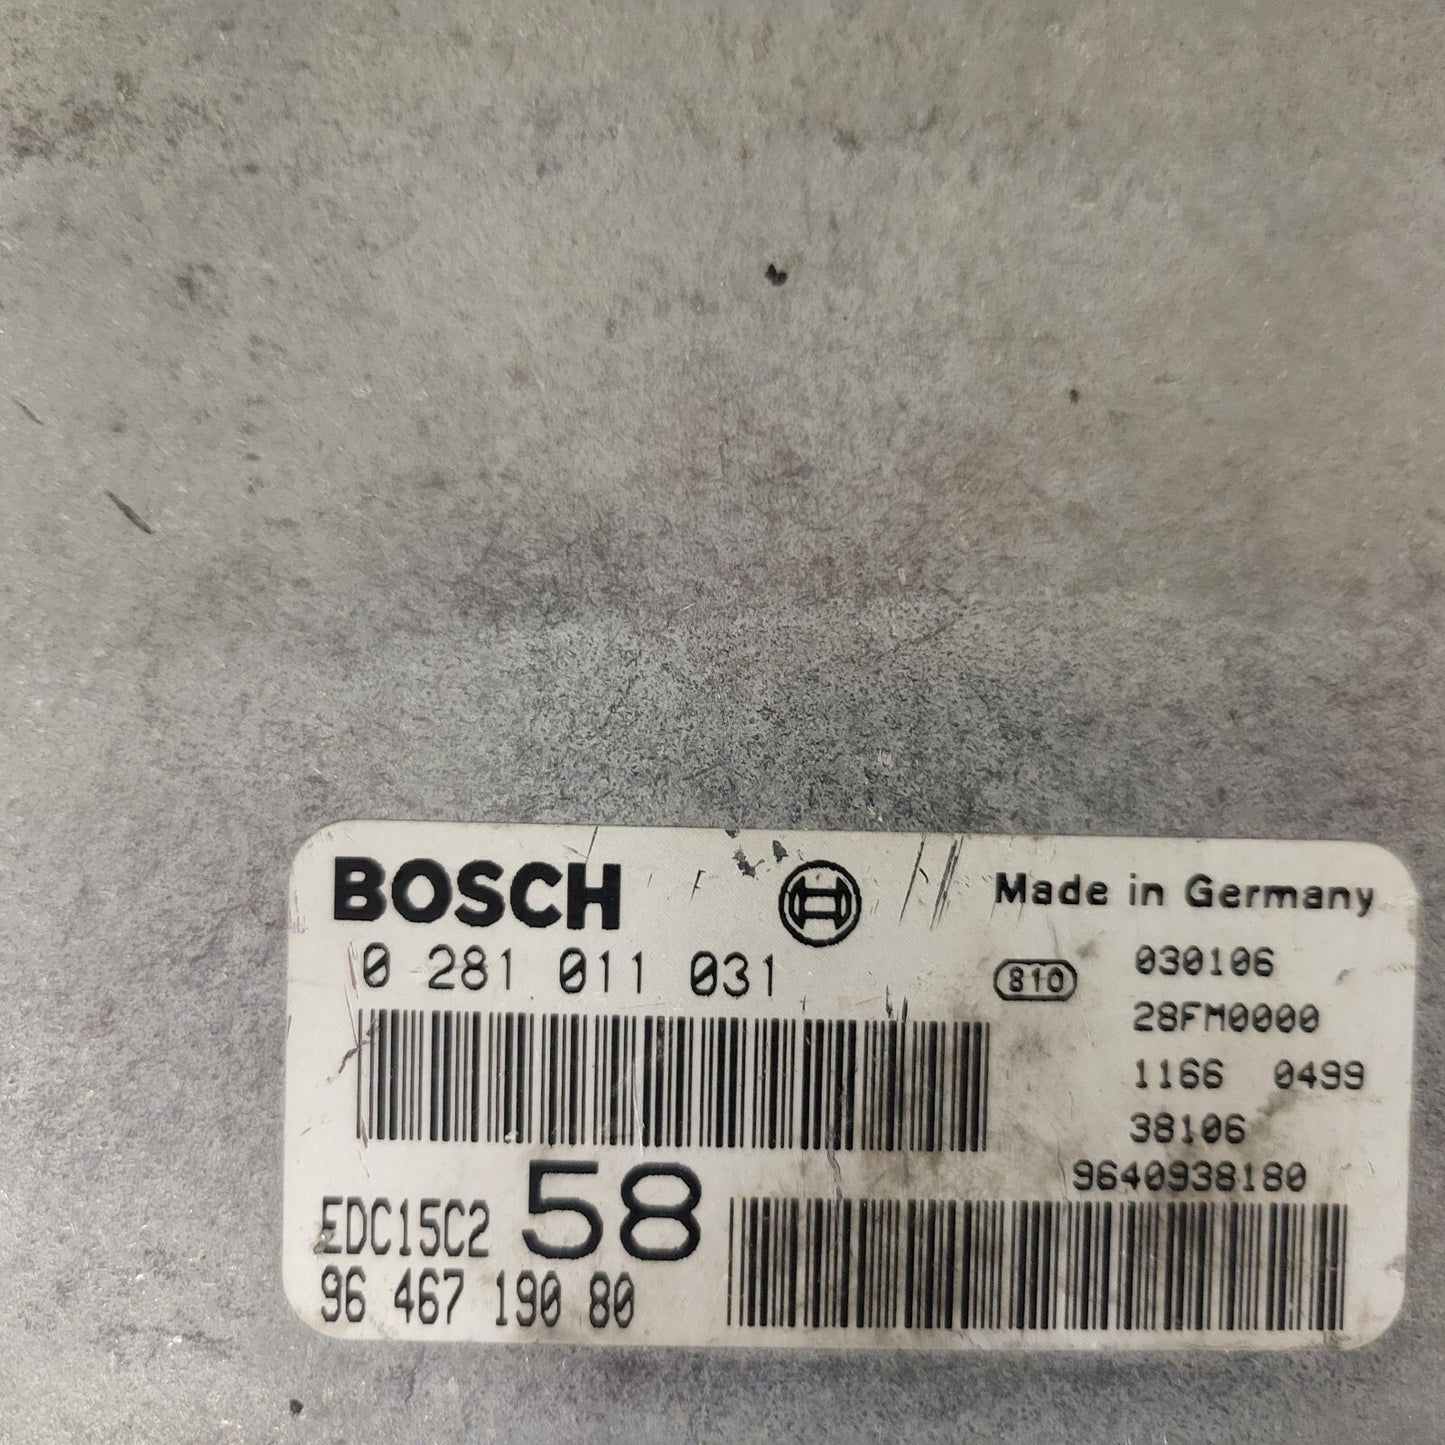 BOSCH
Made in Germany
0 281 011 031
810
030106
28FM0000
1166 0499
38106
9640938180
EDC15C2 58
96 467 190 80